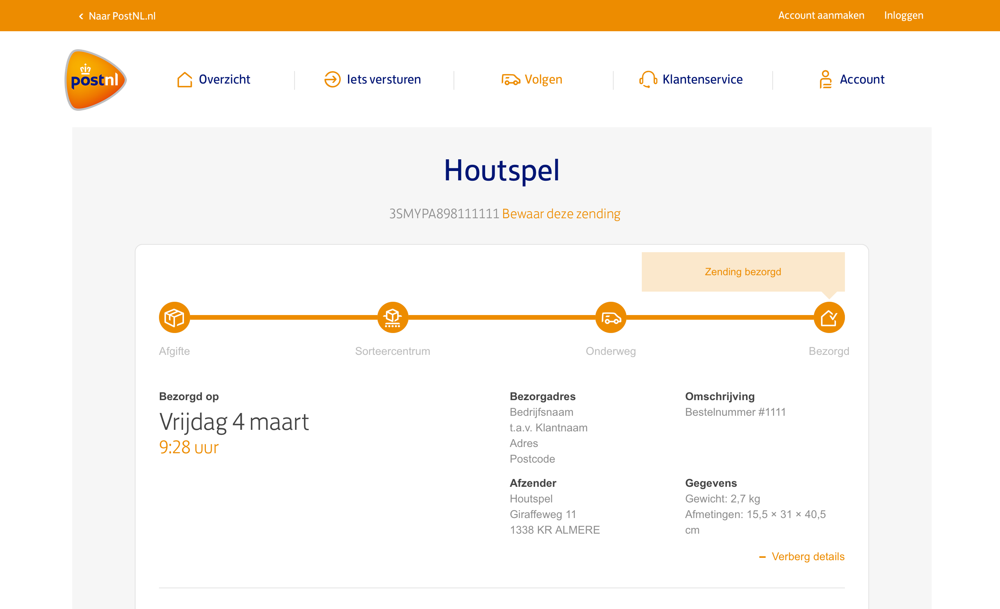 Naar PostNL.nl
Account aanmaken
Inloggen
postnl
Overzicht
Iets versturen
Volgen
Klantenservice
Account
Houtspel
3SMYPA898111111 Bewaar deze zending
Zending bezorgd
Afgifte
Sorteercentrum
Onderweg
Bezorgd
Bezorgd op
Vrijdag 4 maart
9:28 uur
Bezorgadres
Bedrijfsnaam
t.a.v. Klantnaam
Adres
Postcode
Omschrijving
Bestelnummer #1111
Afzender
Houtspel
Giraffeweg 11
1338 KR ALMERE
Gegevens
Gewicht: 2,7 kg
Afmetingen: 15,5 × 31 × 40,5
cm
Verberg details